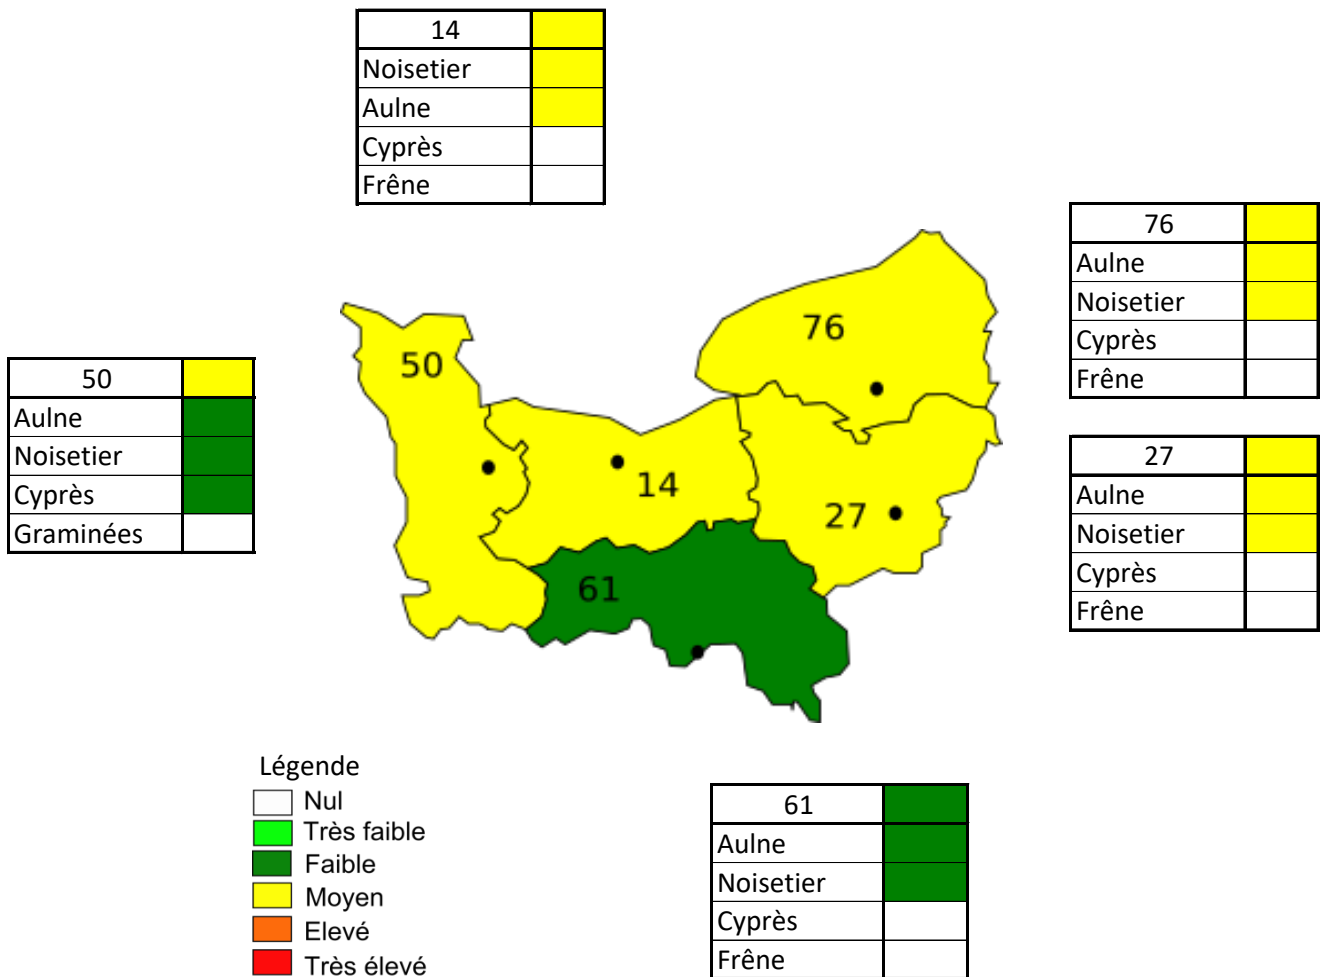 14
Noisetier
Aulne
Cyprès
Frêne
76
Aulne
Noisetier
Cyprès
Frêne
50
Aulne
Noisetier
Cyprès
Graminées
76
50
14
27
61
27
Aulne
Noisetier
Cyprès
Frêne
Légende
Nul
Très faible
Faible
Moyen
Elevé
Très élevé
61
Aulne
Noisetier
Cyprès
Frêne